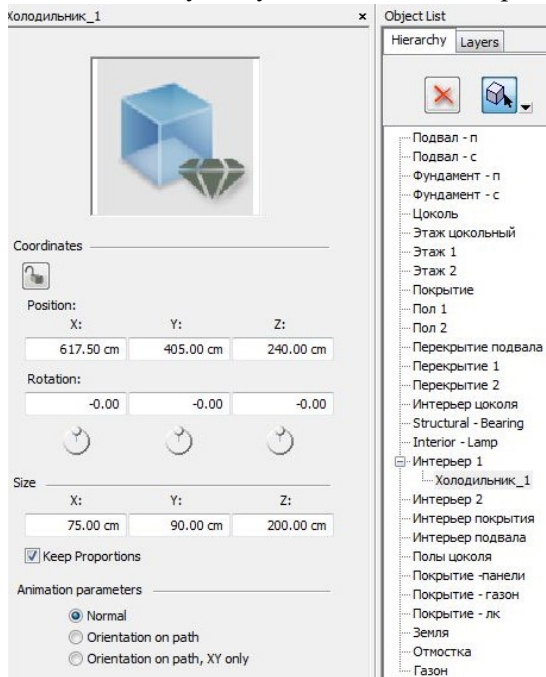 Холодильник_1
Coordinates
Position:
X: Y: Z:
617.50 cm 405.00 cm 240.00 cm
Rotation:
-0.00 -0.00 -0.00
Size
X: Y: Z:
75.00 cm 90.00 cm 200.00 cm
Keep Proportions
Animation parameters
Normal
Orientation on path
Orientation on path, XY only
Object List
Hierarchy Layers
Подвал - п
Подвал - с
Фундамент - п
Фундамент - с
Цоколь
Этаж цокольный
Этаж 1
Этаж 2
Покрытие
Пол 1
Пол 2
Перекрытие подвала
Перекрытие 1
Перекрытие 2
Интерьер цоколя
Structural - Bearing
Interior - Lamp
Интерьер 1
Холодильник_1
Интерьер 2
Интерьер покрытия
Интерьер подвала
Полы цоколя
Покрытие -панели
Покрытие - газон
Покрытие - лк
Земля
Отмостка
Газон